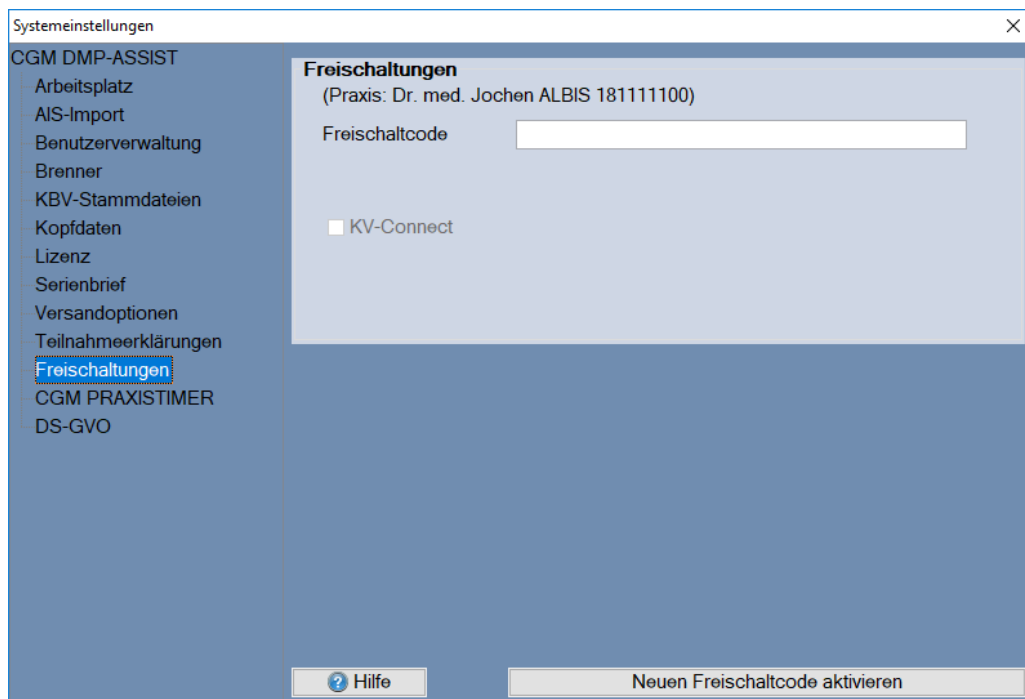 Systemeinstellungen
CGM DMP-ASSIST
Arbeitsplatz
AIS-Import
Benutzerverwaltung
Brenner
KBV-Stammdateien
Kopfdaten
Lizenz
Serienbrief
Versandoptionen
Teilnahmeerklärungen
Freischaltungen
CGM PRAXISTIMER
DS-GVO
Freischaltungen
(Praxis: Dr. med. Jochen ALBIS 181111100)
Freischaltcode
KV-Connect
Hilfe
Neuen Freischaltcode aktivieren